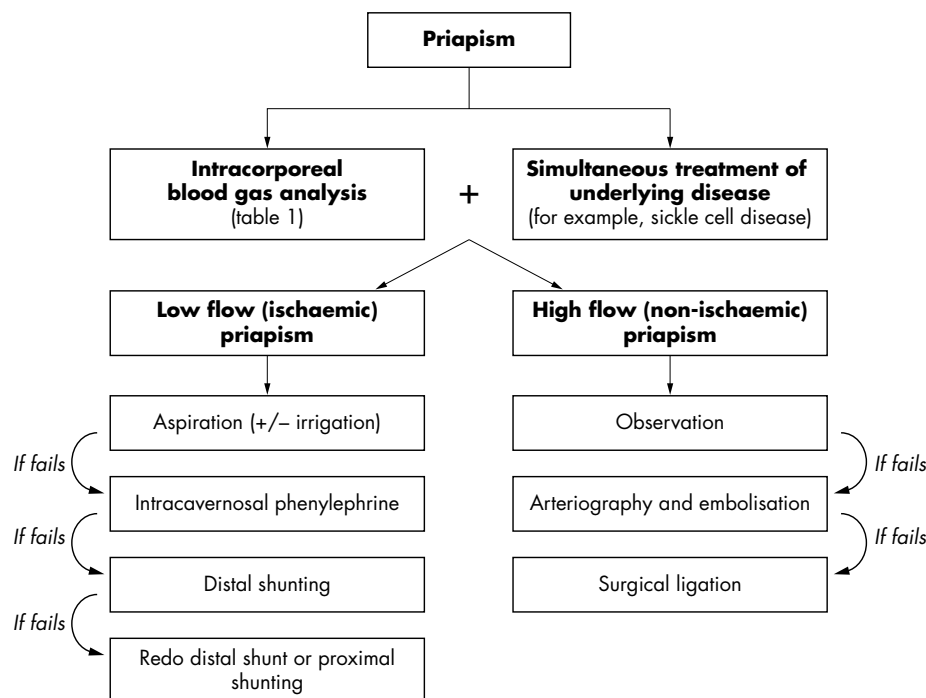 Priapism
Intracorporeal
blood gas analysis
(table 1)
+
Simultaneous treatment of
underlying disease
(for example, sickle cell disease)
Low flow (ischaemic)
priapism
High flow (non-ischaemic)
priapism
Aspiration (+/– irrigation)
Observation
If fails
If fails
Intracavernosal phenylephrine
Arteriography and embolisation
If fails
If fails
Distal shunting
Surgical ligation
If fails
Redo distal shunt or proximal
shunting